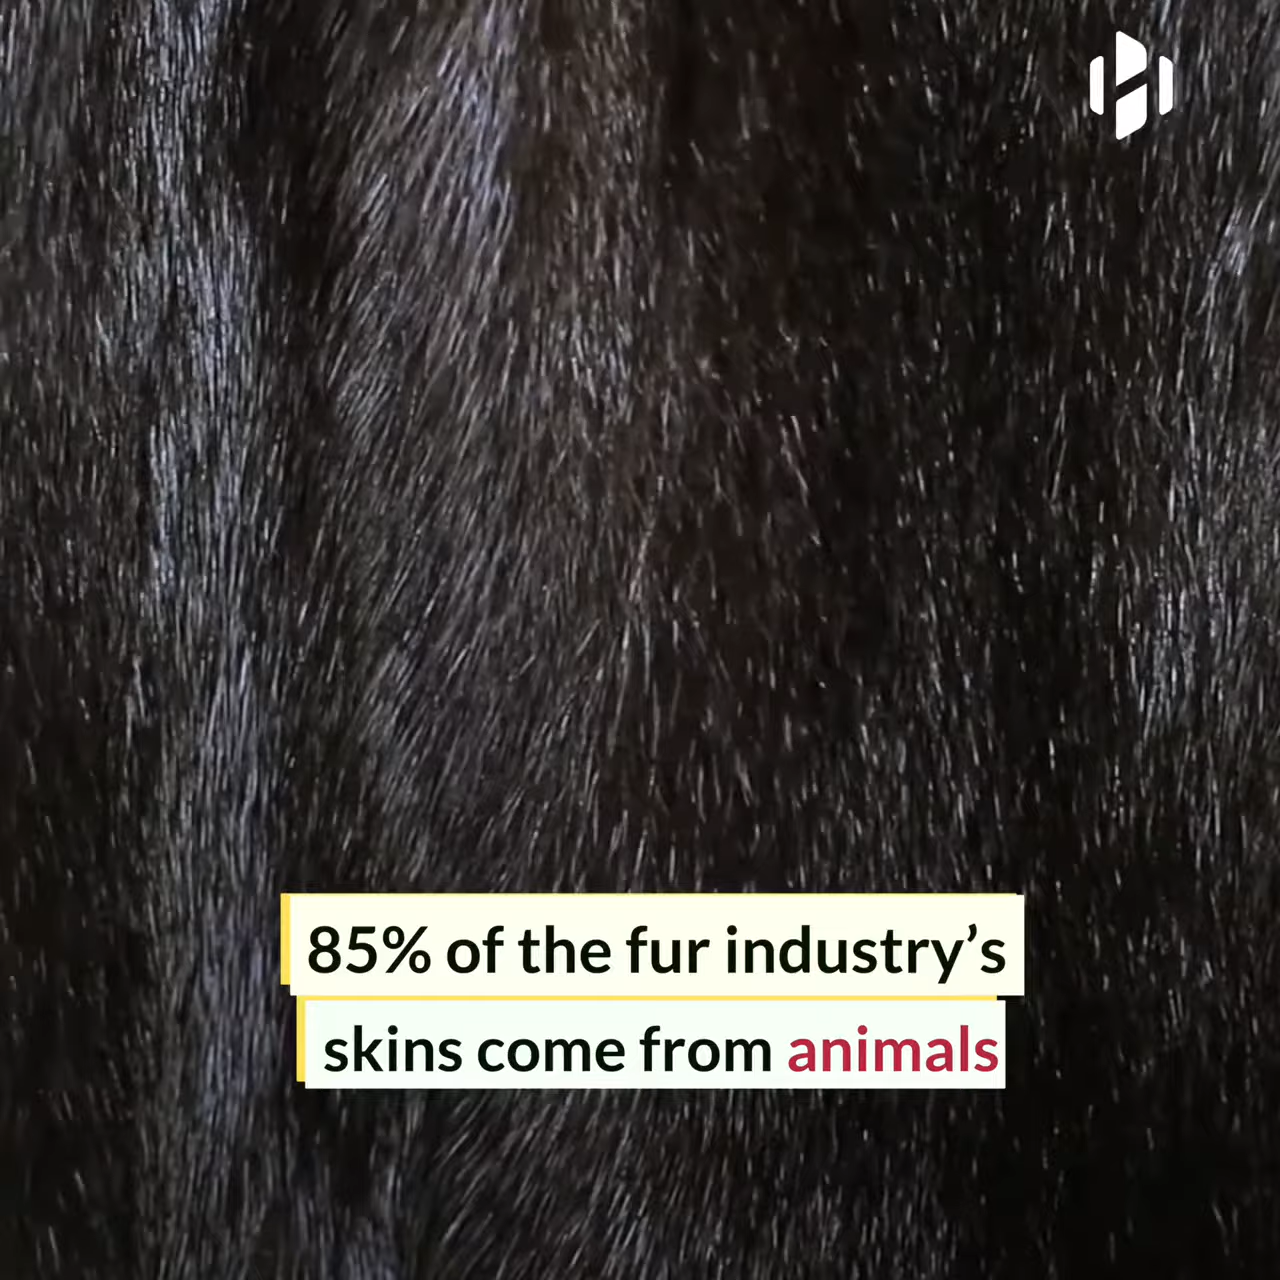 85% of the fur industry’s
skins come from animals